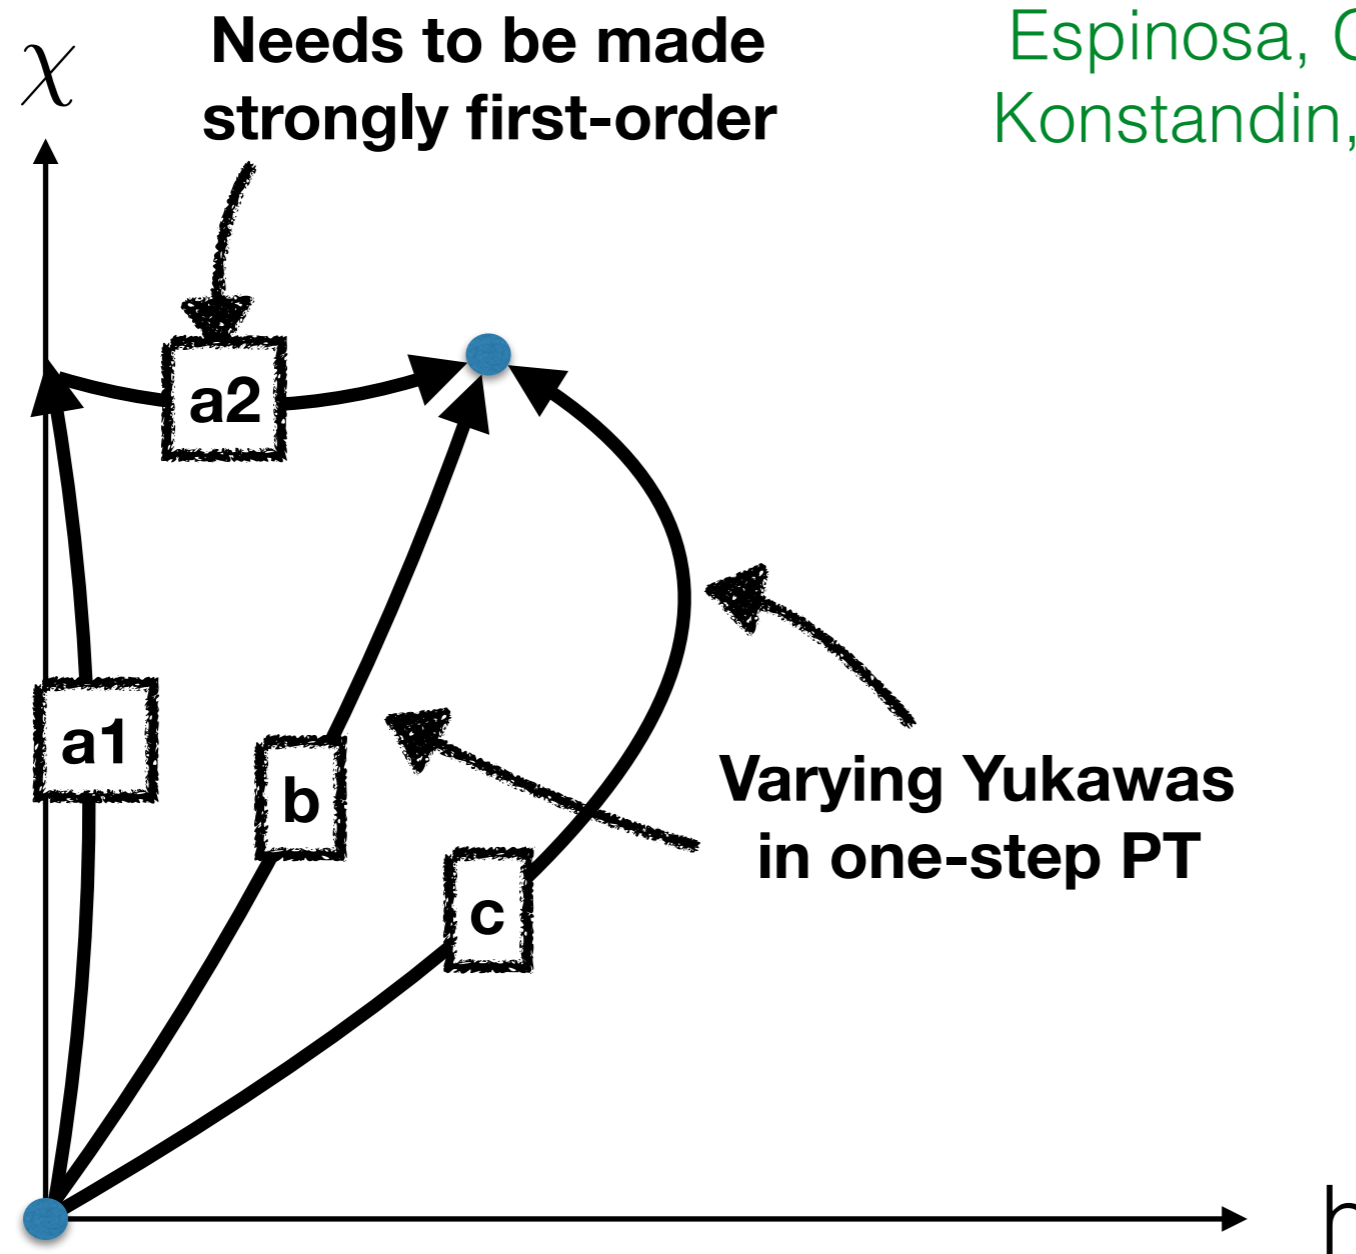 χ
Needs to be made
strongly first-order
Espinosa,
Konstandin,
a2
a1
b
c
Varying Yukawas
in one-step PT
h